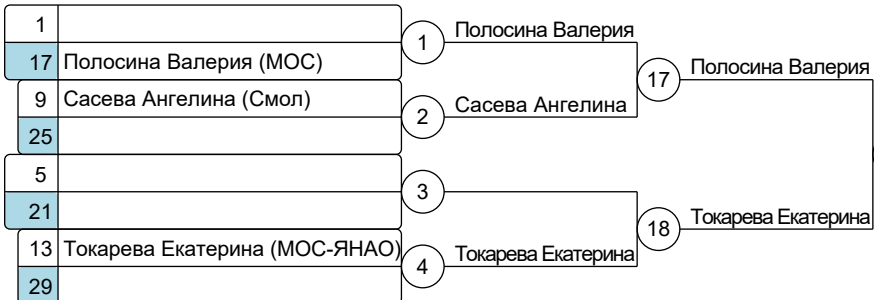 1
17 Полосина Валерия (МОС)
9 Сасева Ангелина (Смол)
25
5
21
13 Токарева Екатерина (МОС-ЯНАО)
29
1
2
3
4
Полосина Валерия
Сасева Ангелина
Токарева Екатерина
17
18
Полосина Валерия
Токарева Екатерина